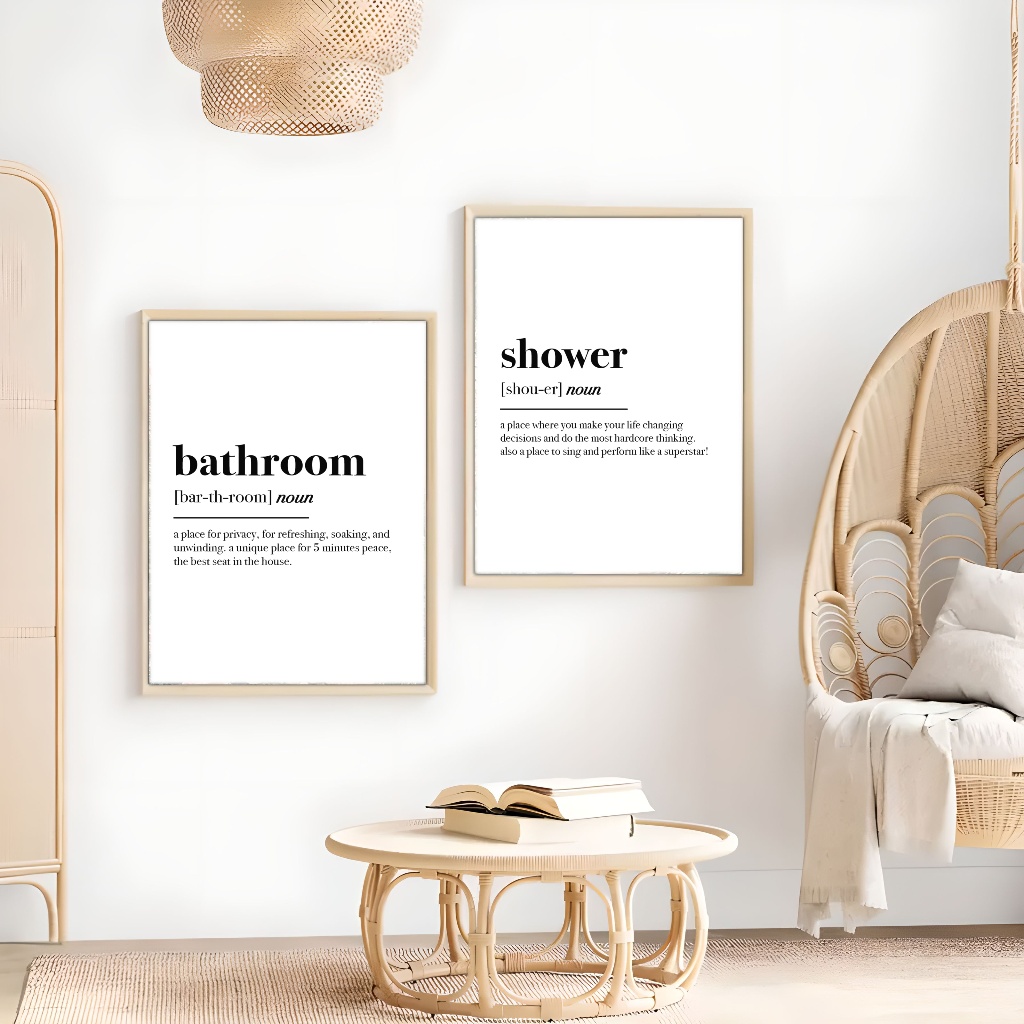 bathroom
[bar-th-room] noun
a place for privacy, for refreshing, soaking, and
unwinding. a unique place for 5 minutes peace,
the best seat in the house.
shower
[shou-er] noun
a place where you make your life changing
decisions and do the most hardcore thinking.
also a place to sing and perform like a superstar!